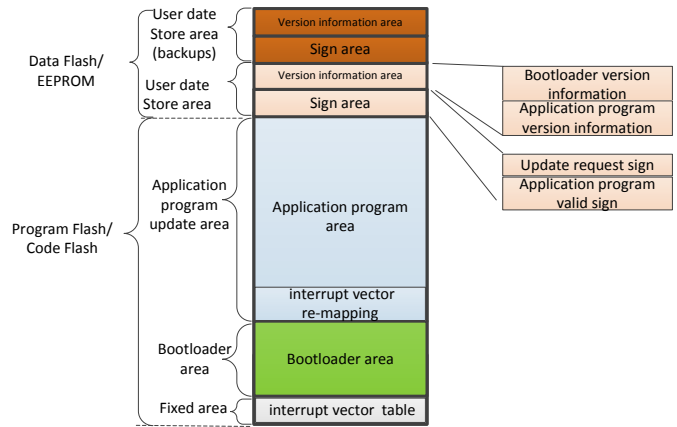 User date
Store area
(backups)
Version information area
Sign area
Data Flash/
EEPROM
User date
Store area
Version information area
Sign area
Bootloader version
information
Application program
version information
Update request sign
Application program
valid sign
Application
program
update area
Application program
area
Program Flash/
Code Flash
interrupt vector
re-mapping
Bootloader
area
Bootloader area
Fixed area
interrupt vector table